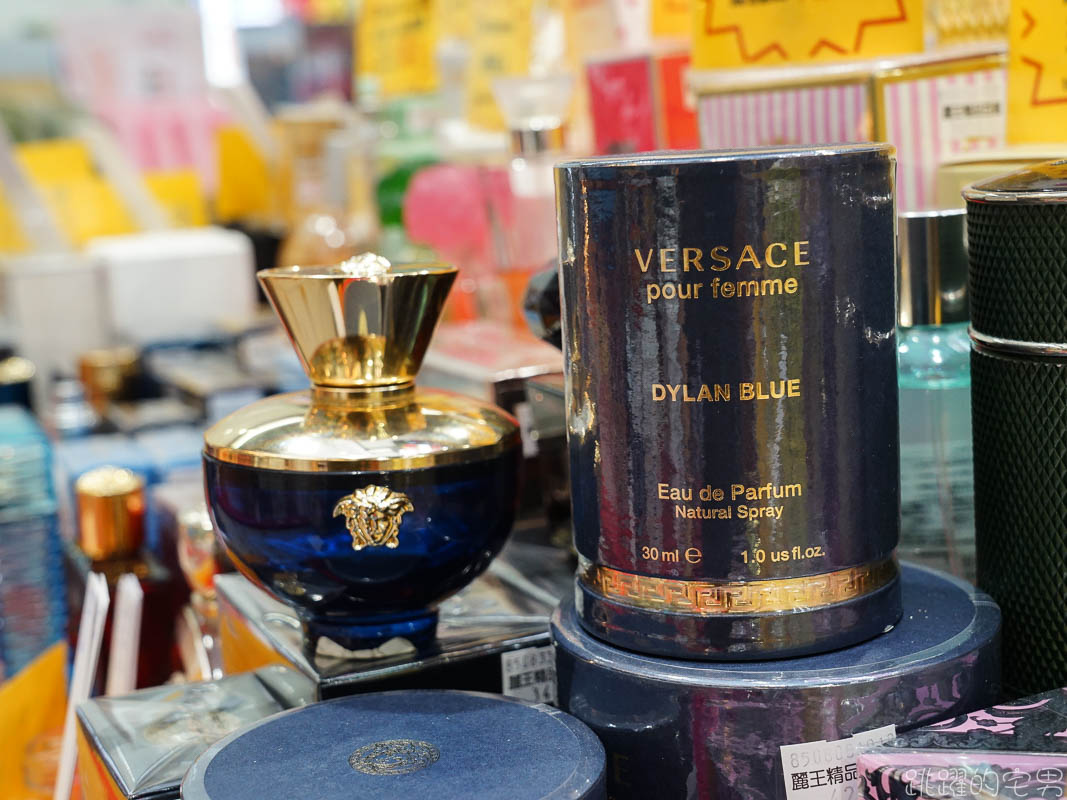 VERSACE
pour femme
DYLAN BLUE
Eau de Parfum
Natural Spray
30 ml ℮ 1.0 us fl.oz.
麗王精品
跳躍的宅男